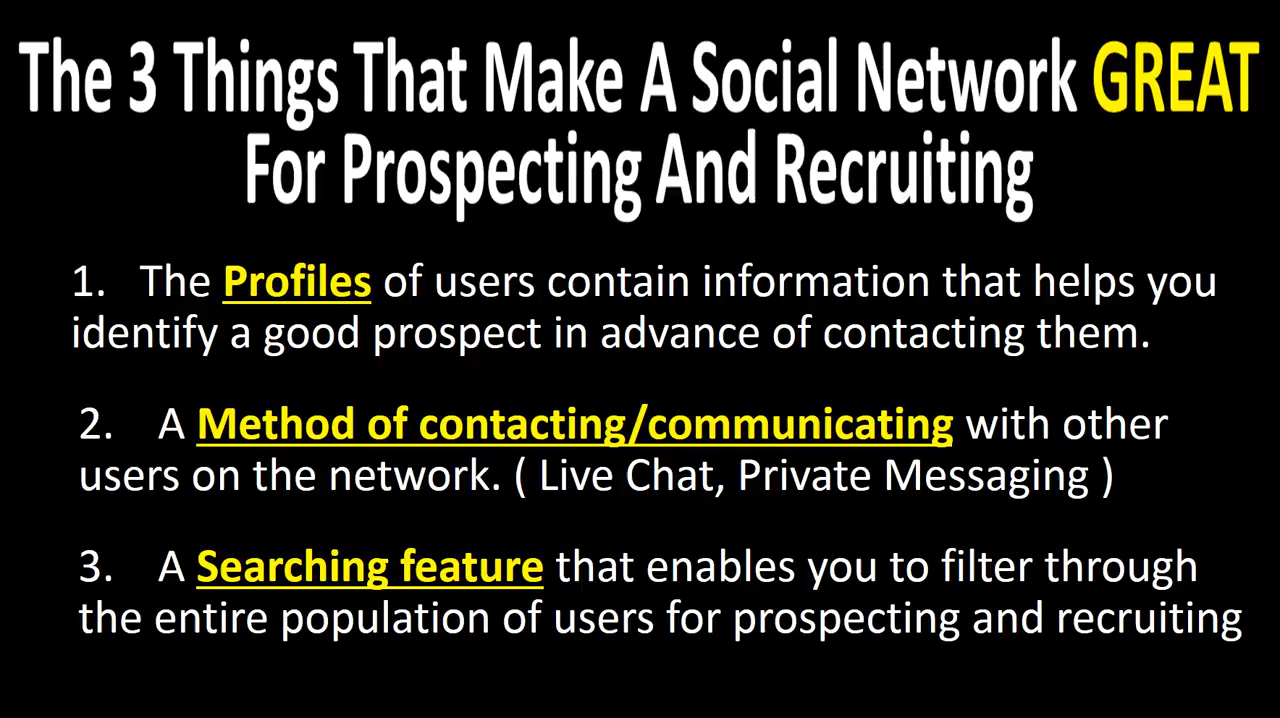 The 3 Things That Make A Social Network GREAT
For Prospecting And Recruiting
1. The Profiles of users contain information that helps you
identify a good prospect in advance of contacting them.
2. A Method of contacting/communicating with other
users on the network. ( Live Chat, Private Messaging )
3. A Searching feature that enables you to filter through
the entire population of users for prospecting and recruiting